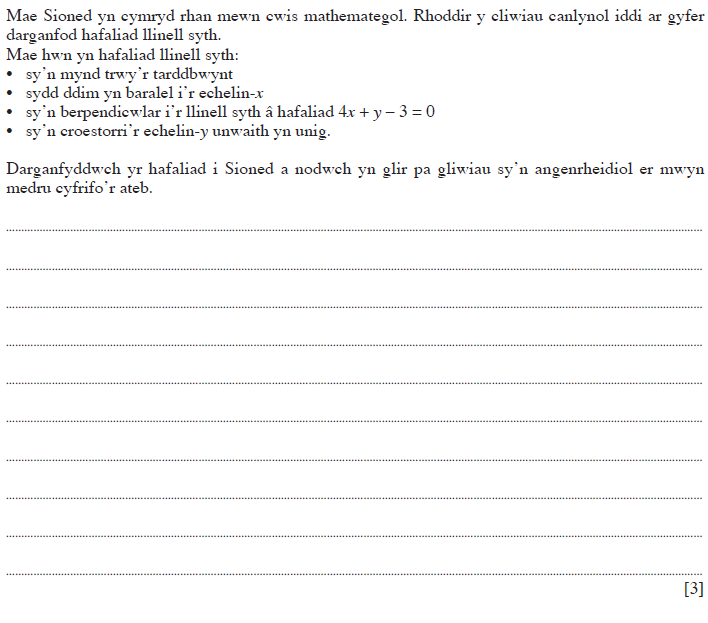 Mae Sioned yn cymryd rhan mewn cwis mathemategol. Rhoddir y cliwiau canlynol iddi ar gyfer
darganfod hafaliad llinell syth.
Mae hwn yn hafaliad llinell syth:
• sy'n mynd trwy'r tarddbwynt
• sydd ddim yn baralel i'r echelin-x
• sy'n berpendicwlar i'r llinell syth â hafaliad 4x + y – 3 = 0
• sy'n croestorri'r echelin-y unwaith yn unig.
Darganfyddwch yr hafaliad i Sioned a nodwch yn glir pa gliwiau sy'n angenrheidiol er mwyn
medru cyfrifo'r ateb.
[3]